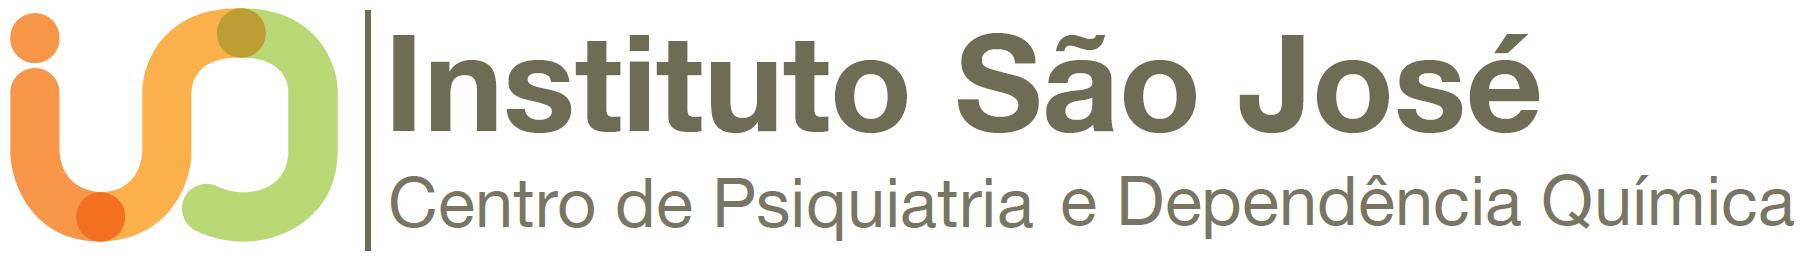 Instituto São José
Centro de Psiquiatria e Dependência Química